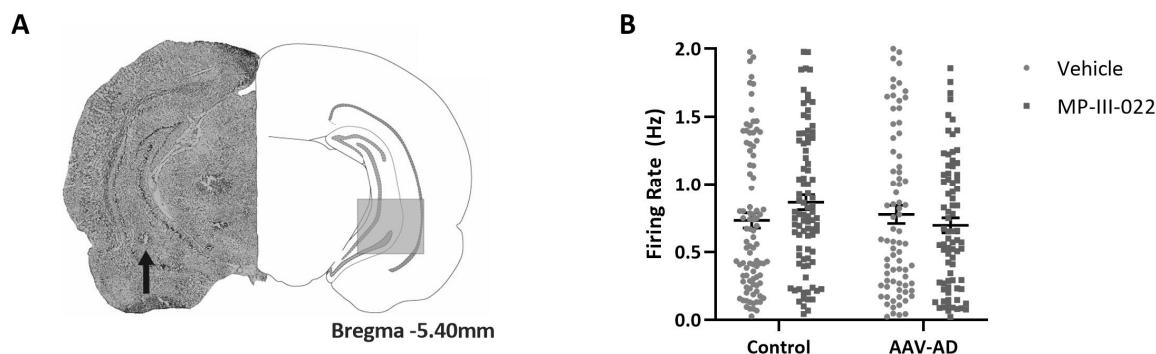 A
Bregma -5.40mm
B
Firing Rate (Hz)
2.0
1.5
1.0
0.5
0.0
Control
AAV-AD
Vehicle
MP-III-022